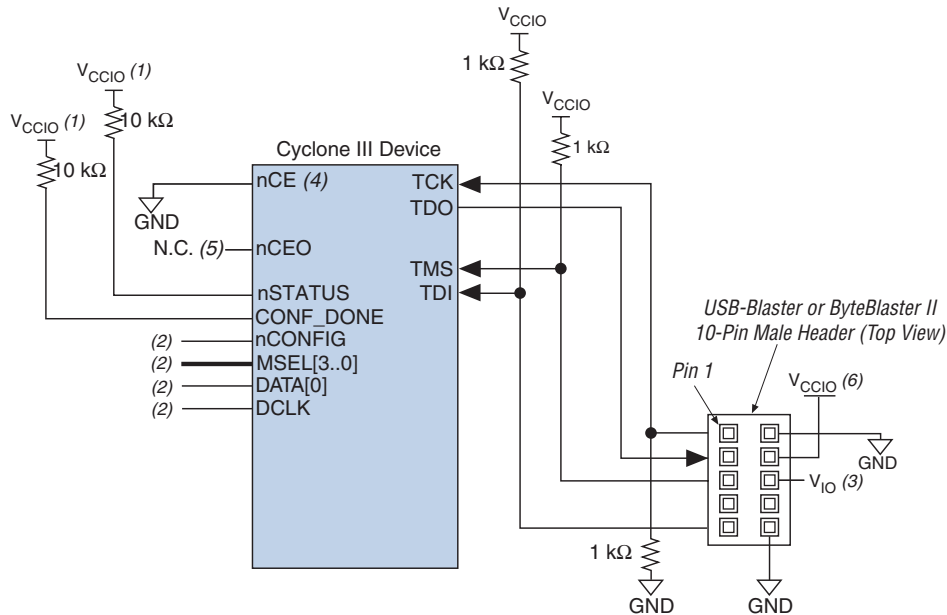 VCCIO
1 kΩ
VCCIO (1)
VCCIO
VCCIO (1)
10 kΩ
1 kΩ
10 kΩ
Cyclone III Device
nCE (4)
TCK
GND
TDO
N.C. (5)
nCEO
TMS
nSTATUS
TDI
CONF_DONE
(2)
nCONFIG
(2)
MSEL[3..0]
(2)
DATA[0]
(2)
DCLK
USB-Blaster or ByteBlaster II
10-Pin Male Header (Top View)
Pin 1
VCCIO (6)
GND
VIO (3)
1 kΩ
GND
GND